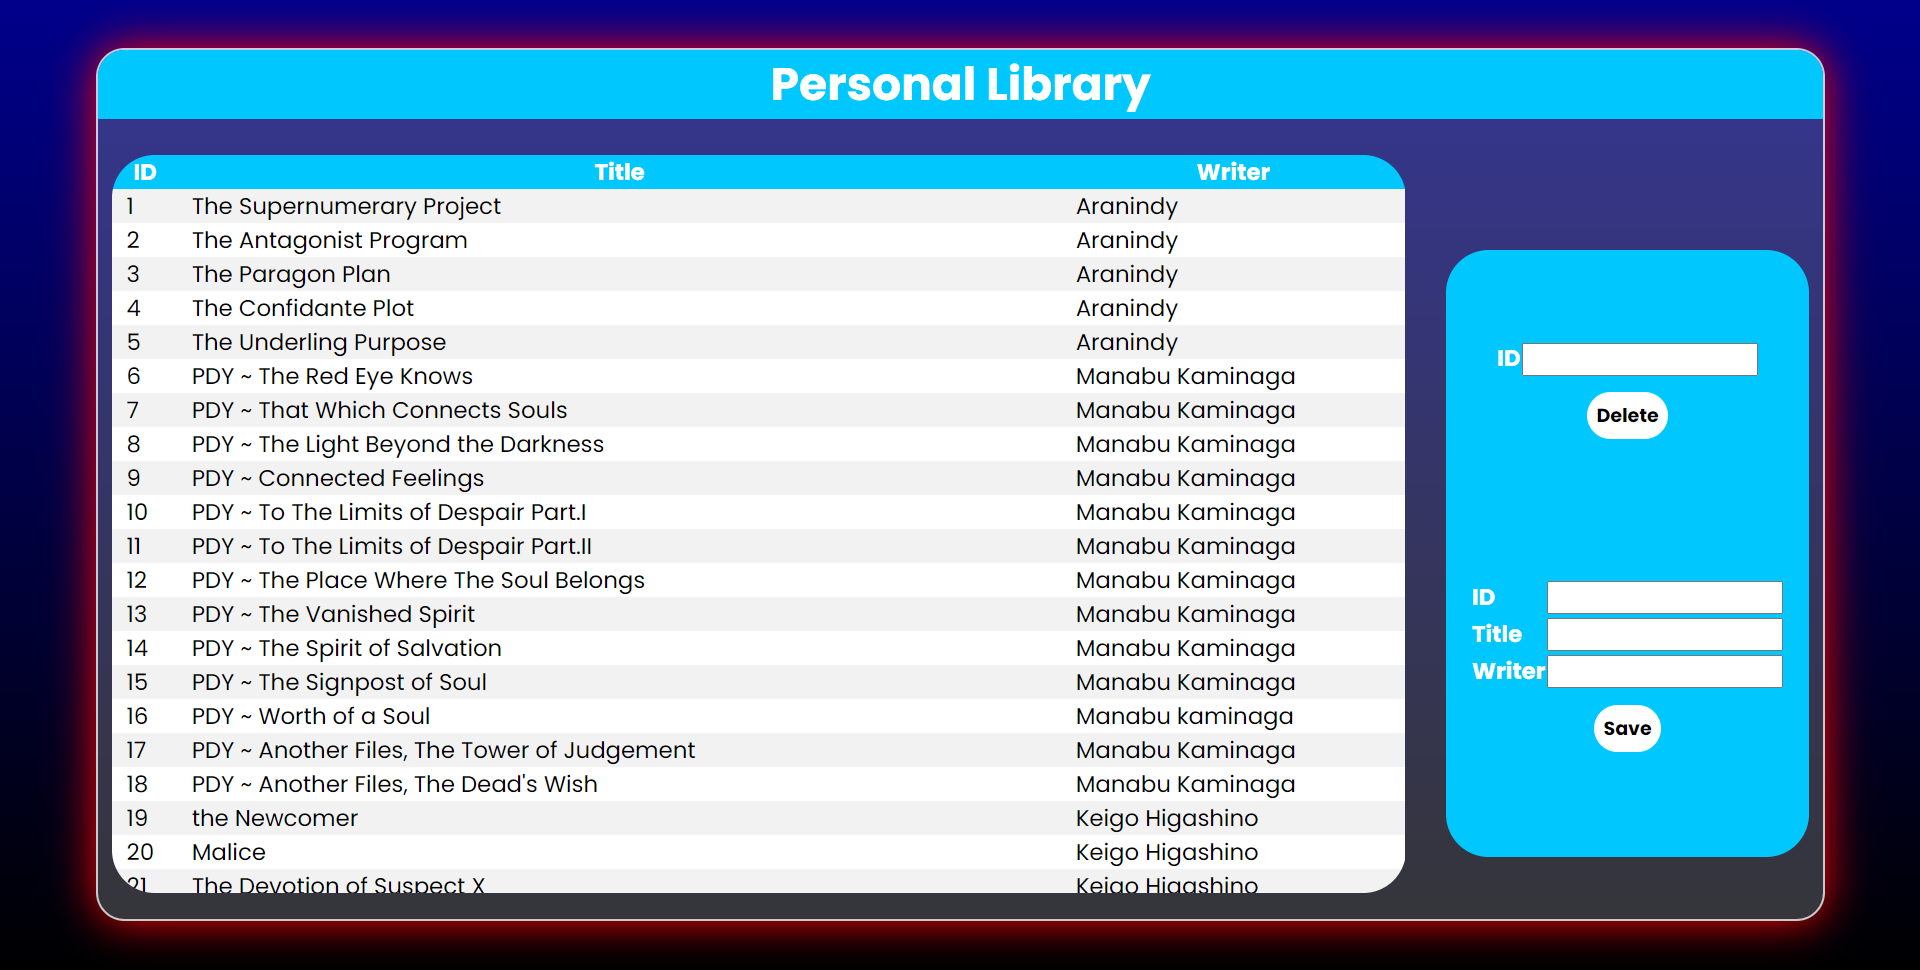 Personal Library
ID Title Writer
1 The Supernumerary Project Aranindy
2 The Antagonist Program Aranindy
3 The Paragon Plan Aranindy
4 The Confidante Plot Aranindy
5 The Underling Purpose Aranindy
6 PDY ~ The Red Eye Knows Manabu Kaminaga
7 PDY ~ That Which Connects Souls Manabu Kaminaga
8 PDY ~ The Light Beyond the Darkness Manabu Kaminaga
9 PDY ~ Connected Feelings Manabu Kaminaga
10 PDY ~ To The Limits of Despair Part.I Manabu Kaminaga
11 PDY ~ To The Limits of Despair Part.II Manabu Kaminaga
12 PDY ~ The Place Where The Soul Belongs Manabu Kaminaga
13 PDY ~ The Vanished Spirit Manabu Kaminaga
14 PDY ~ The Spirit of Salvation Manabu Kaminaga
15 PDY ~ The Signpost of Soul Manabu Kaminaga
16 PDY ~ Worth of a Soul Manabu kaminaga
17 PDY ~ Another Files, The Tower of Judgement Manabu Kaminaga
18 PDY ~ Another Files, The Dead's Wish Manabu Kaminaga
19 the Newcomer Keigo Higashino
20 Malice Keigo Higashino
21 The Devotion of Suspect X Keigo Higashino
ID
Delete
ID
Title
Writer
Save